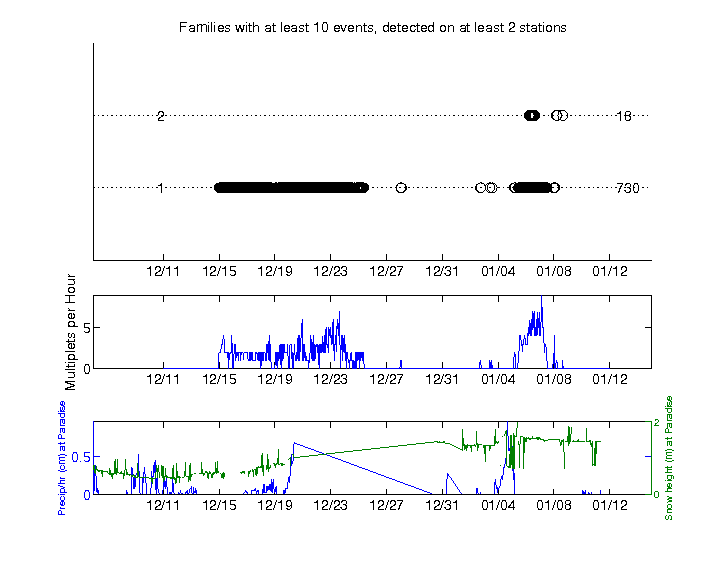 Families with at least 10 events, detected on at least 2 stations
2 16
1 730
12/11 12/15 12/19 12/23 12/27 12/31 01/04 01/08 01/12
Multiplets per Hour
5
0
12/11 12/15 12/19 12/23 12/27 12/31 01/04 01/08 01/12
Precip/hr (cm) at Paradise
0.5
0
2
1
0
Snow height (m) at Paradise
12/11 12/15 12/19 12/23 12/27 12/31 01/04 01/08 01/12